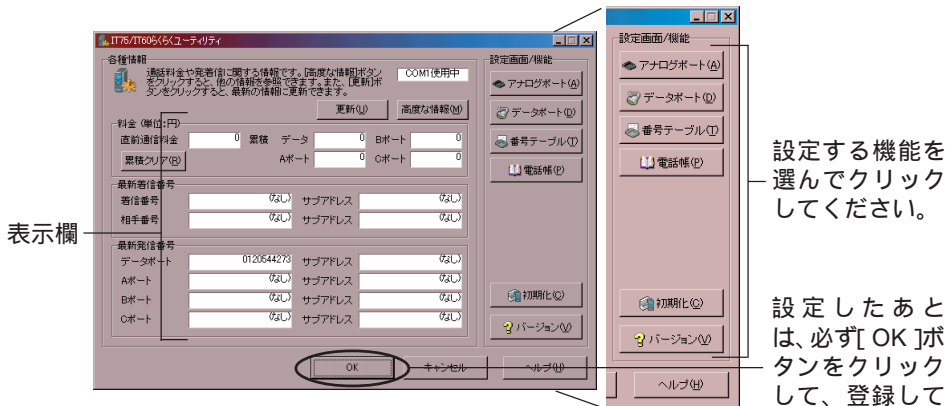 IT75/IT60らくらくユーティリティ
各種情報
通話料金や発着信に関する情報です。[高度な情報]ボタン
をクリックすると、他の情報を参照できます。また、[更新]ボ
タンをクリックすると、最新の情報に更新できます。
COM1使用中
更新(U)
高度な情報(M)
料金 (単位:円)
直前通信料金 0 累積 データ 0 Bポート 0
累積クリア(R) Aポート 0 Cポート 0
最新着信番号
着信番号 (なし) サブアドレス (なし)
相手番号 (なし) サブアドレス (なし)
最新発信番号
データポート 0120544273 サブアドレス (なし)
Aポート (なし) サブアドレス (なし)
Bポート (なし) サブアドレス (なし)
Cポート (なし) サブアドレス (なし)
設定画面/機能
アナログポート(A)
データポート(D)
番号テーブル(T)
電話帳(P)
初期化(C)
バージョン(V)
OK
キャンセル
ヘルプ(H)
表示欄
設定画面/機能
アナログポート(A)
データポート(D)
番号テーブル(T)
電話帳(P)
初期化(C)
バージョン(V)
ヘルプ(H)
設定する機能を
選んでクリック
してください。
設定したあと
は、必ず[ OK ]ボ
タンをクリック
して、登録して